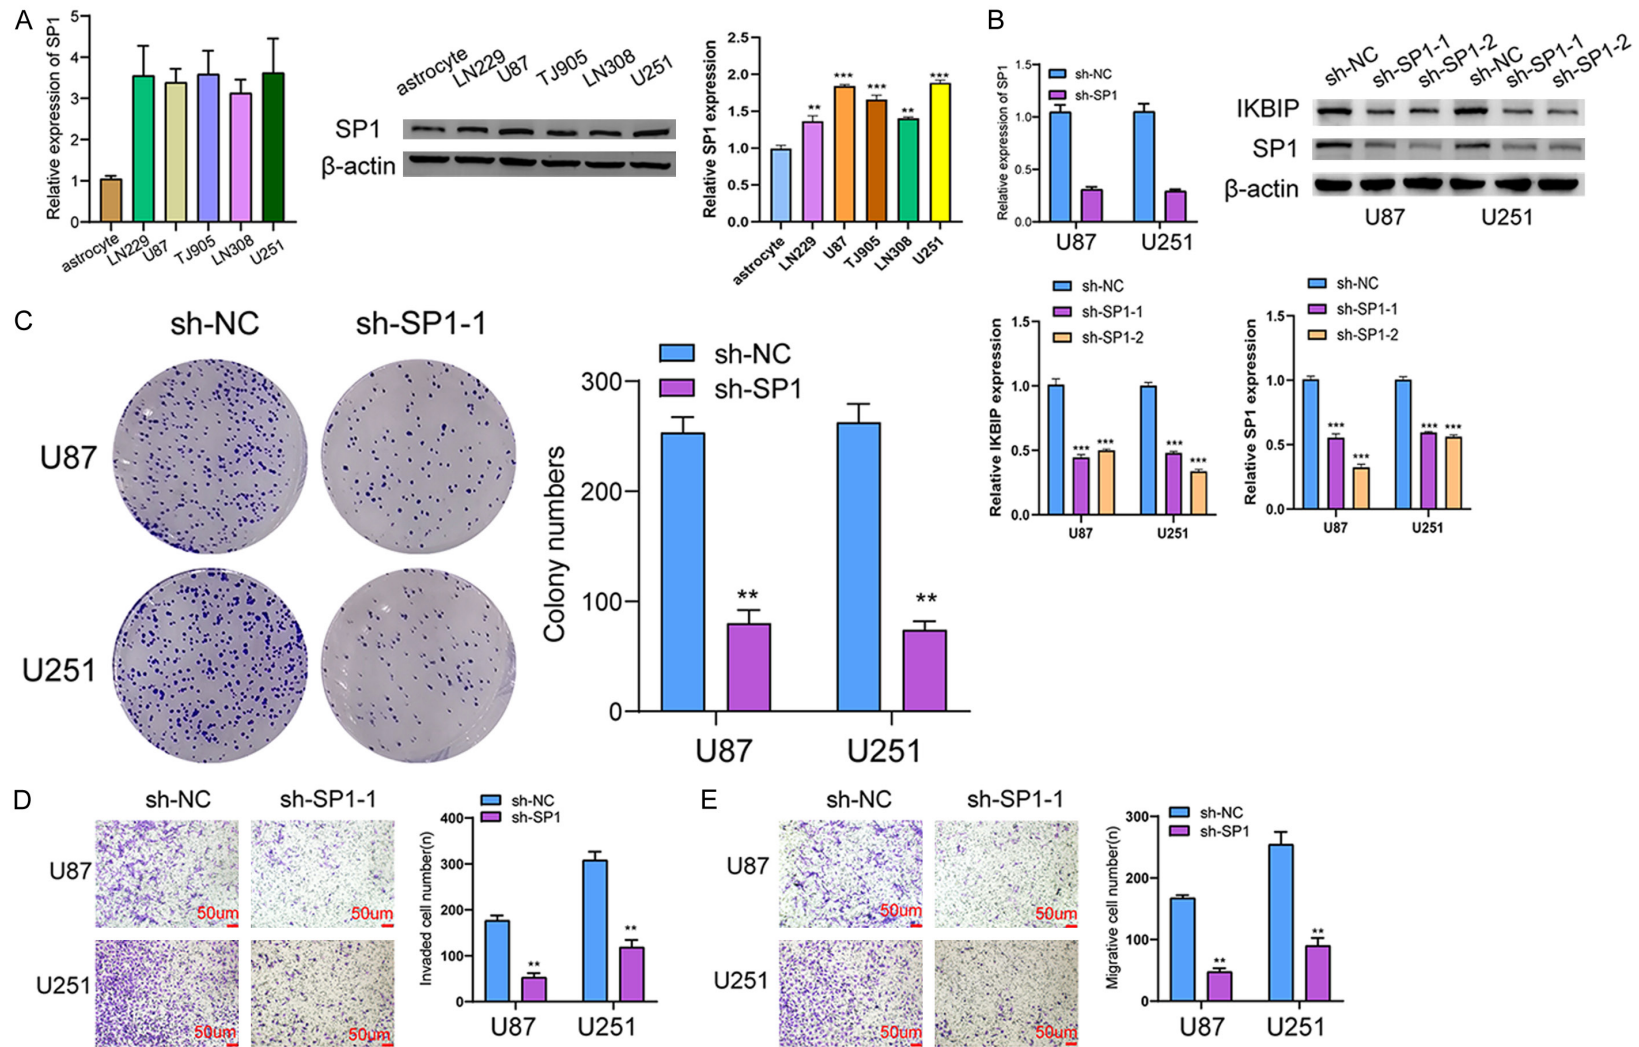 A
Relative expression of SP1
5
4
3
2
1
0
astrocyte
LN229
U87
TJ905
LN308
U251
astrocyte
LN229
U87
TJ905
LN308
U251
SP1
β-actin
Relative SP1 expression
2.5
2.0
1.5
1.0
0.5
0.0
**
***
***
**
***
astrocyte
LN229
U87
TJ905
LN308
U251
B
Relative expression of SP1
1.5
1.0
0.5
0.0
sh-NC
sh-SP1
U87
U251
sh-NC
sh-SP1-1
sh-SP1-2
sh-NC
sh-SP1-1
sh-SP1-2
IKBIP
SP1
β-actin
U87
U251
sh-NC
sh-SP1-1
sh-SP1-2
Relative IKBIP expression
1.5
1.0
0.5
0.0
***
***
***
***
U87
U251
sh-NC
sh-SP1-1
sh-SP1-2
Relative SP1 expression
1.5
1.0
0.5
0.0
***
***
***
***
U87
U251
C
sh-NC
sh-SP1-1
U87
U251
sh-NC
sh-SP1
Colony numbers
300
200
100
0
**
**
U87
U251
D
sh-NC
sh-SP1-1
U87
50um
50um
U251
50um
50um
sh-NC
sh-SP1
Invaded cell number(n)
400
300
200
100
0
**
**
U87
U251
E
sh-NC
sh-SP1-1
U87
50um
50um
U251
50um
50um
sh-NC
sh-SP1
Migrative cell number(n)
300
200
100
0
**
**
U87
U251